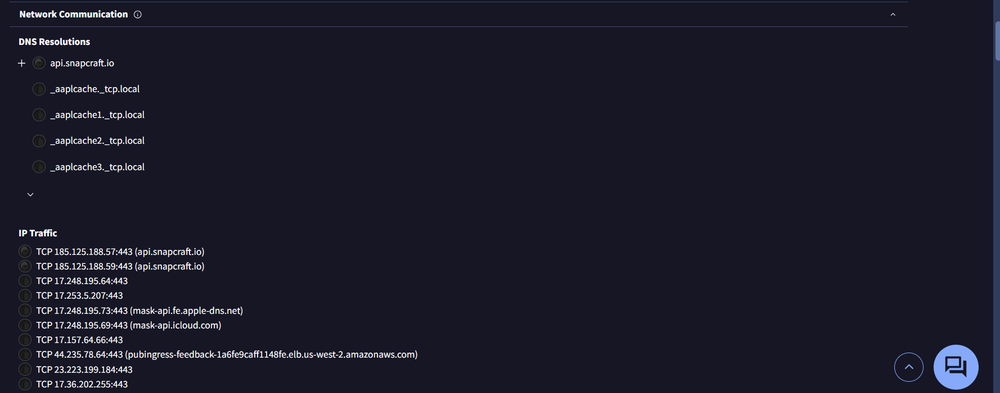 Network Communication
DNS Resolutions
api.snapcraft.io
_aaplcache._tcp.local
_aaplcache1._tcp.local
_aaplcache2._tcp.local
_aaplcache3._tcp.local
IP Traffic
TCP 185.125.188.57:443 (api.snapcraft.io)
TCP 185.125.188.59:443 (api.snapcraft.io)
TCP 17.248.195.64:443
TCP 17.253.5.207:443
TCP 17.248.195.73:443 (mask-api.fe.apple-dns.net)
TCP 17.248.195.69:443 (mask-api.icloud.com)
TCP 17.157.64.66:443
TCP 44.235.78.64:443 (pubingress-feedback-1a6fe9caff1148fe.elb.us-west-2.amazonaws.com)
TCP 23.223.199.184:443
TCP 17.36.202.255:443